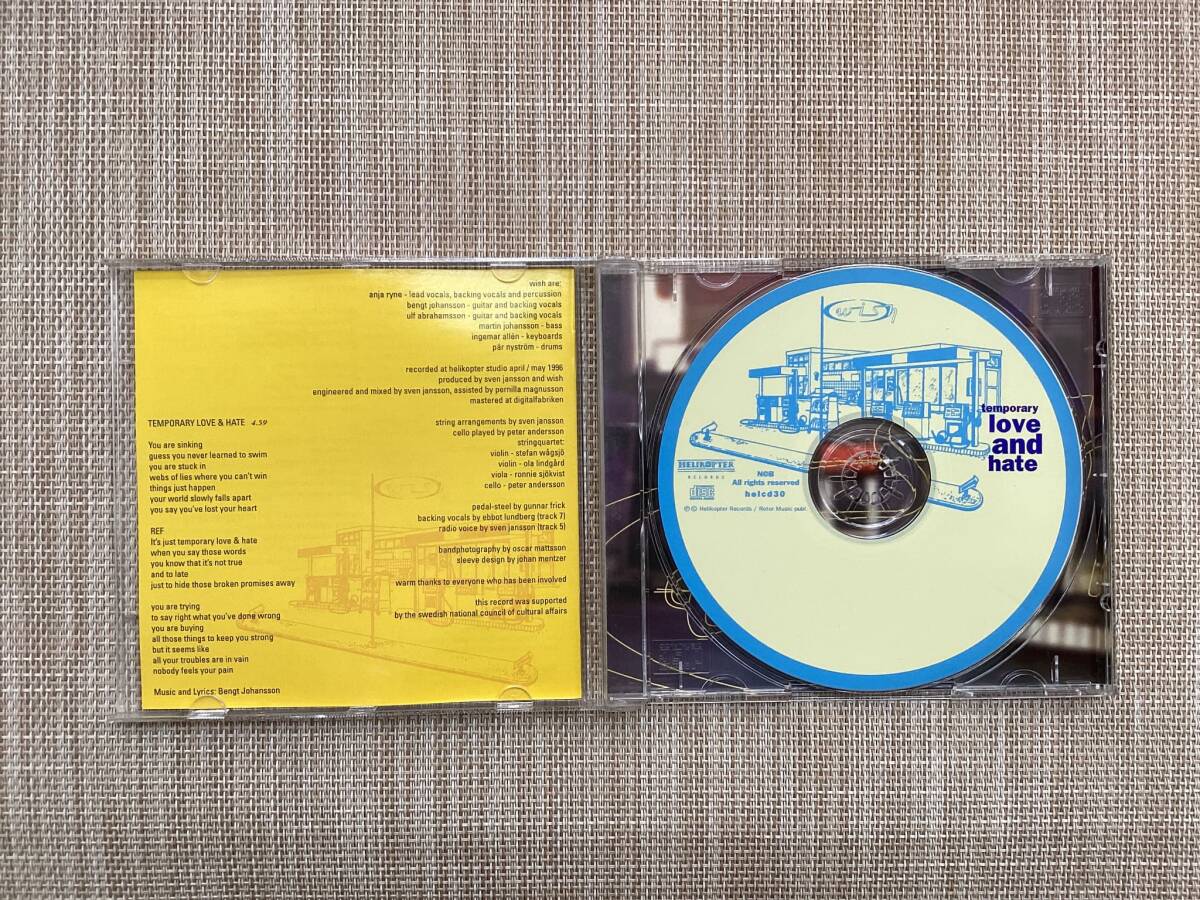 wish are:
anja ryne - lead vocals, backing vocals and percussion
bengt johansson - guitar and backing vocals
ulf abrahamsson - guitar and backing vocals
martin johansson - bass
ingemar allén - keyboards
pår nyström - drums
recorded at helikopter studio april / may 1996
produced by sven jansson and wish
engineered and mixed by sven jansson, assisted by pernilla magnusson
mastered at digitalfabriken
string arrangements by sven jansson
cello played by peter andersson
stringquartet:
violin - stefan wågsjö
violin - ola lindgård
viola - ronnie sjökvist
cello - peter andersson
pedal-steel by gunnar frick
backing vocals by ebbot lundberg (track 7)
radio voice by sven jansson (track 5)
bandphotography by oscar mattsson
sleeve design by johan mentzer
warm thanks to everyone who has been involved
this record was supported
by the swedish national council of cultural affairs
TEMPORARY LOVE & HATE 4.59
You are sinking
guess you never learned to swim
you are stuck in
webs of lies where you can't win
things just happen
your world slowly falls apart
you say you've lost your heart
REF
It's just temporary love & hate
when you say those words
you know that it's not true
and to late
just to hide those broken promises away
you are trying
to say right what you've done wrong
you are buying
all those things to keep you strong
but it seems like
all your troubles are in vain
nobody feels your pain
Music and Lyrics: Bengt Johansson
wish
temporary
love
and
hate
HELIKOPTER
RECORDS
NCB
All rights reserved
helcd30
disc
℗© Helikopter Records / Rotor Music publ.